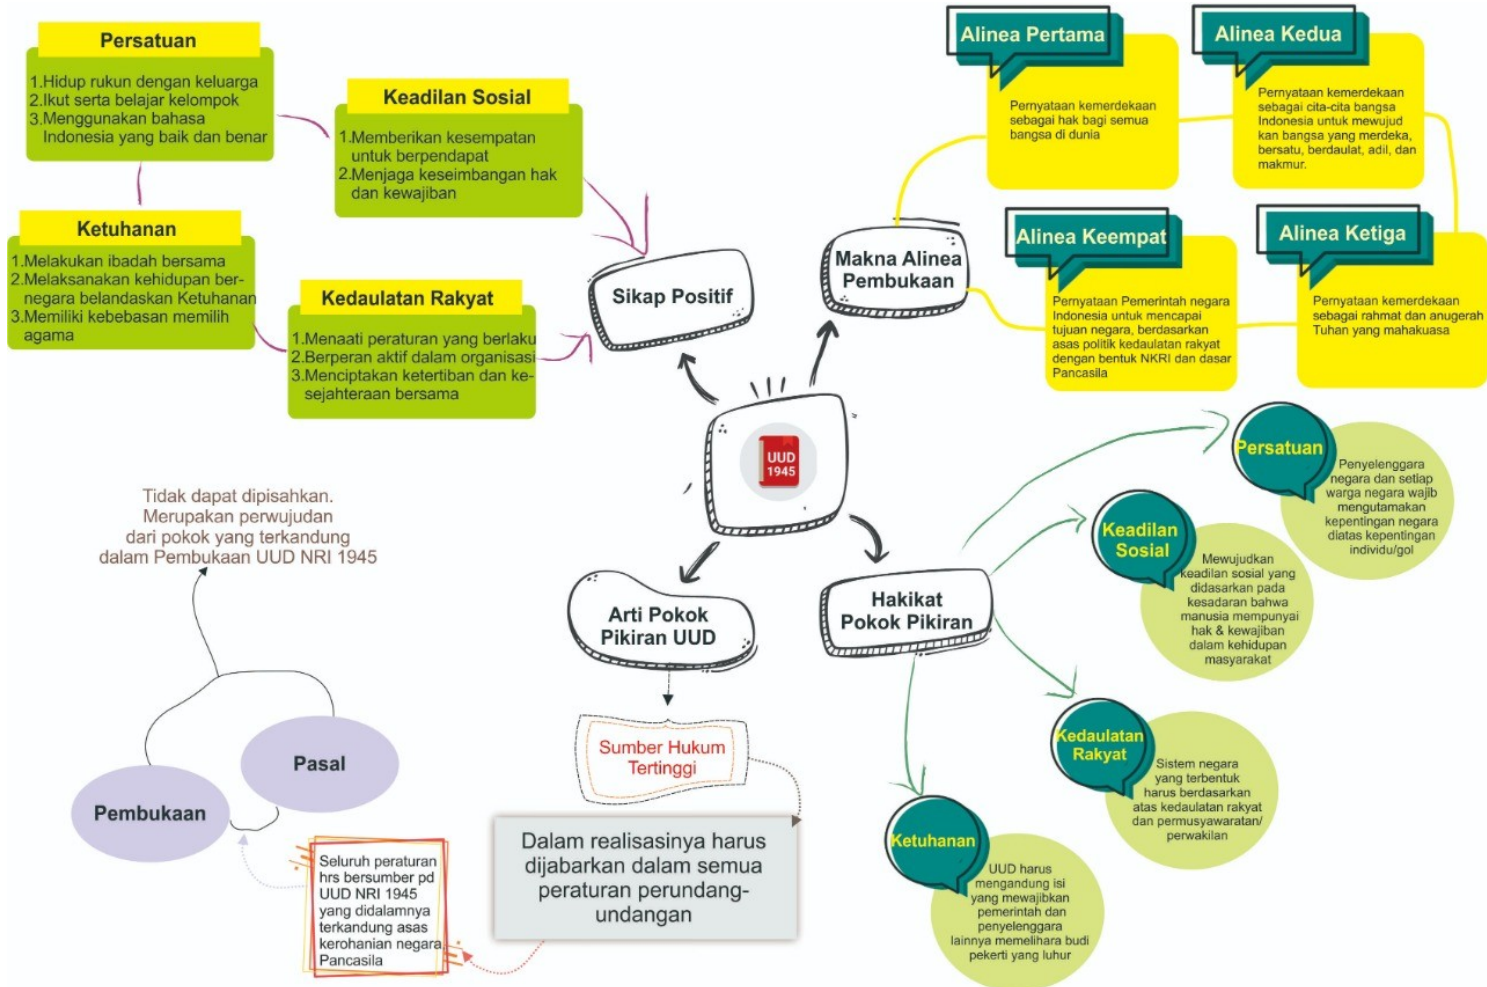 Persatuan
1.Hidup rukun dengan keluarga
2.Ikut serta belajar kelompok
3.Menggunakan bahasa
Indonesia yang baik dan benar
Keadilan Sosial
1.Memberikan kesempatan
untuk berpendapat
2.Menjaga keseimbangan hak
dan kewajiban
Ketuhanan
1.Melakukan ibadah bersama
2.Melaksanakan kehidupan ber-
negara belandaskan Ketuhanan
3.Memiliki kebebasan memilih
agama
Kedaulatan Rakyat
1.Menaati peraturan yang berlaku
2.Berperan aktif dalam organisasi
3.Menciptakan ketertiban dan ke-
sejahteraan bersama
Sikap Positif
Makna Alinea
Pembukaan
Alinea Pertama
Pernyataan kemerdekaan
sebagai hak bagi semua
bangsa di dunia
Alinea Kedua
Pernyataan kemerdekaan
sebagai cita-cita bangsa
Indonesia untuk mewujud
kan bangsa yang merdeka,
bersatu, berdaulat, adil, dan
makmur.
Alinea Keempat
Pernyataan Pemerintah negara
Indonesia untuk mencapai
tujuan negara, berdasarkan
asas politik kedaulatan rakyat
dengan bentuk NKRI dan dasar
Pancasila
Alinea Ketiga
Pernyataan kemerdekaan
sebagai rahmat dan anugerah
Tuhan yang mahakuasa
UUD
1945
Tidak dapat dipisahkan.
Merupakan perwujudan
dari pokok yang terkandung
dalam Pembukaan UUD NRI 1945
Pasal
Pembukaan
Arti Pokok
Pikiran UUD
Sumber Hukum
Tertinggi
Dalam realisasinya harus
dijabarkan dalam semua
peraturan perundang-
undangan
Seluruh peraturan
hrs bersumber pd
UUD NRI 1945
yang didalamnya
terkandung asas
kerohanian negara,
Pancasila
Hakikat
Pokok Pikiran
Persatuan
Penyelenggara
negara dan setiap
warga negara wajib
mengutamakan
kepentingan negara
diatas kepentingan
individu/gol
Keadilan
Sosial
Mewujudkan
keadilan sosial yang
didasarkan pada
kesadaran bahwa
manusia mempunyai
hak & kewajiban
dalam kehidupan
masyarakat
Kedaulatan
Rakyat
Sistem negara
yang terbentuk
harus berdasarkan
atas kedaulatan rakyat
dan permusyawaratan/
perwakilan
Ketuhanan
UUD harus
mengandung isi
yang mewajibkan
pemerintah dan
penyelenggara
lainnya memelihara budi
pekerti yang luhur